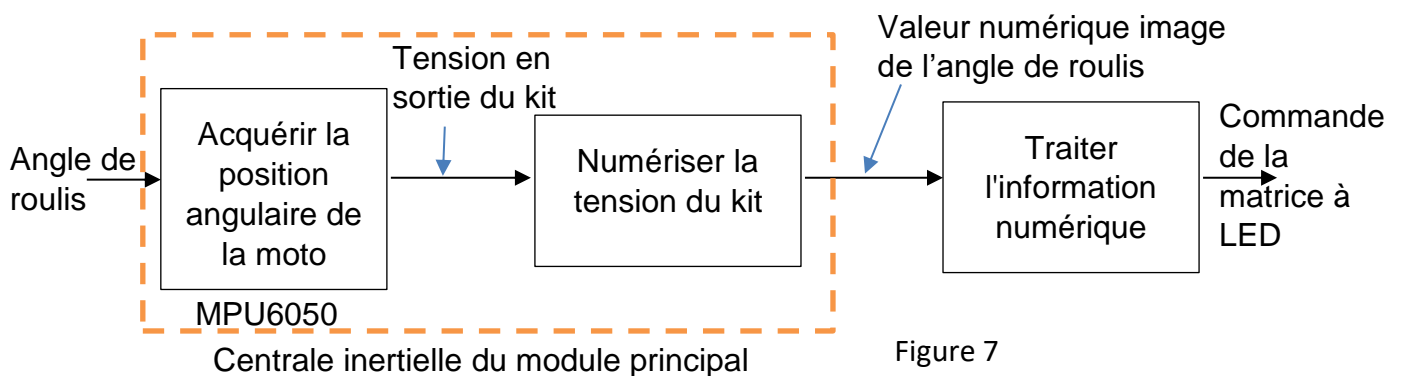 Angle de
roulis
Acquérir la
position
angulaire de
la moto
MPU6050
Tension en
sortie du kit
Numériser la
tension du kit
Valeur numérique image
de l'angle de roulis
Traiter
l'information
numérique
Commande
de la
matrice à
LED
Centrale inertielle du module principal
Figure 7